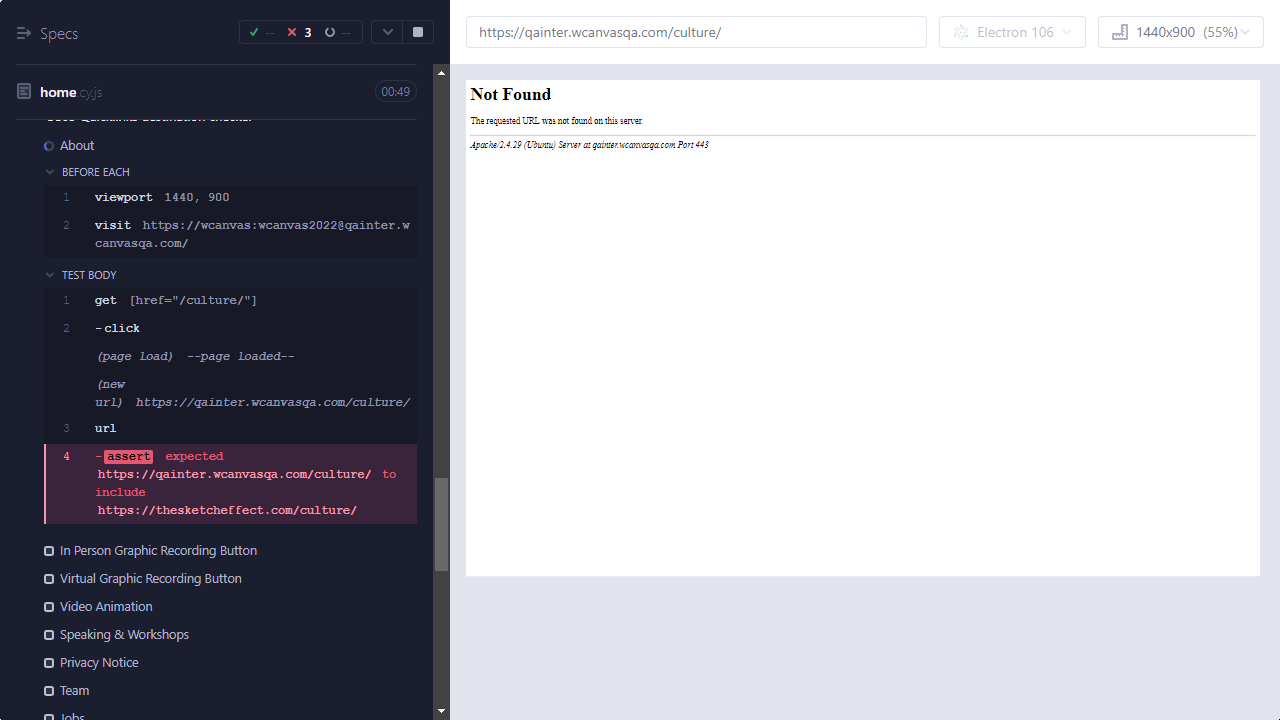 Specs
-- 3 --
https://qainter.wcanvasqa.com/culture/
Electron 106
1440x900 (55%)
home.cy.js
00:49
About
BEFORE EACH
1 viewport 1440, 900
2 visit https://wcanvas:wcanvas2022@qainter.w
canvasqa.com/
TEST BODY
1 get [href="/culture/"]
2 -click
(page load) --page loaded--
(new
url) https://qainter.wcanvasqa.com/culture/
3 url
4 -assert expected
https://qainter.wcanvasqa.com/culture/ to
include
https://thesketcheffect.com/culture/
In Person Graphic Recording Button
Virtual Graphic Recording Button
Video Animation
Speaking & Workshops
Privacy Notice
Team
Jobs
Not Found
The requested URL was not found on this server.
Apache/2.4.29 (Ubuntu) Server at qainter.wcanvasqa.com Port 443